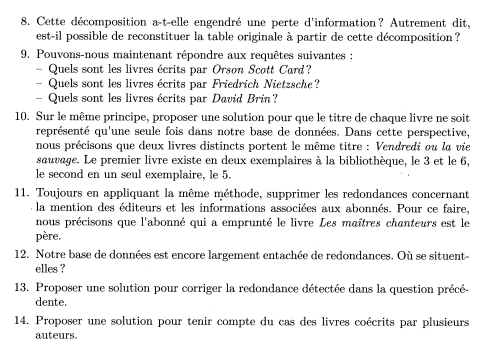 8. Cette décomposition a-t-elle engendré une perte d'information ? Autrement dit,
est-il possible de reconstituer la table originale à partir de cette décomposition ?
9. Pouvons-nous maintenant répondre aux requêtes suivantes :
– Quels sont les livres écrits par Orson Scott Card ?
– Quels sont les livres écrits par Friedrich Nietzsche ?
– Quels sont les livres écrits par David Brin ?
10. Sur le même principe, proposer une solution pour que le titre de chaque livre ne soit
représenté qu'une seule fois dans notre base de données. Dans cette perspective,
nous précisons que deux livres distincts portent le même titre : Vendredi ou la vie
sauvage. Le premier livre existe en deux exemplaires à la bibliothèque, le 3 et le 6,
le second en un seul exemplaire, le 5.
11. Toujours en appliquant la même méthode, supprimer les redondances concernant
la mention des éditeurs et les informations associées aux abonnés. Pour ce faire,
nous précisons que l'abonné qui a emprunté le livre Les maîtres chanteurs est le
père.
12. Notre base de données est encore largement entachée de redondances. Où se situent-
elles ?
13. Proposer une solution pour corriger la redondance détectée dans la question précé-
dente.
14. Proposer une solution pour tenir compte du cas des livres coécrits par plusieurs
auteurs.